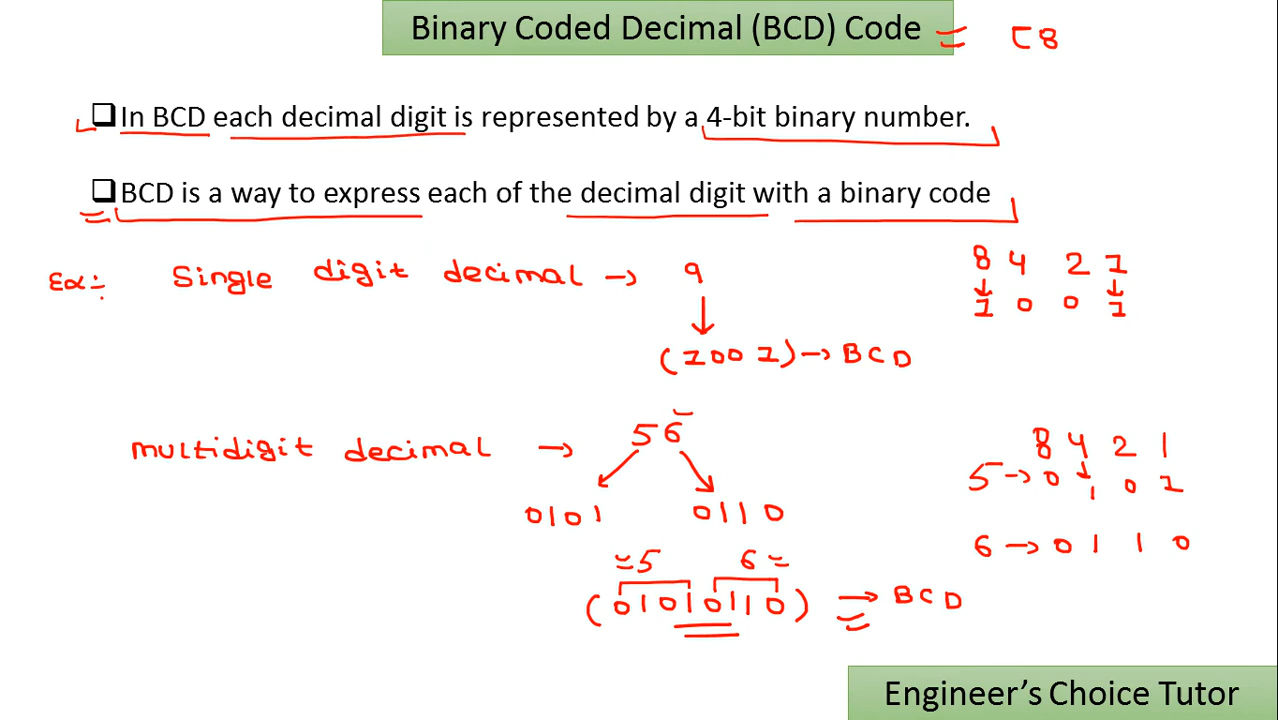 Binary Coded Decimal (BCD) Code =
In BCD each decimal digit is represented by a 4-bit binary number.
BCD is a way to express each of the decimal digit with a binary code
Ex:- Single digit decimal → 9
8 4 2 1
1 0 0 1
(1001) → BCD
multidigit decimal → 56
0101 0110
8 4 2 1
5 → 0 1 0 1
6 → 0 1 1 0
=5 6=
(01010110) → BCD
Engineer's Choice Tutor